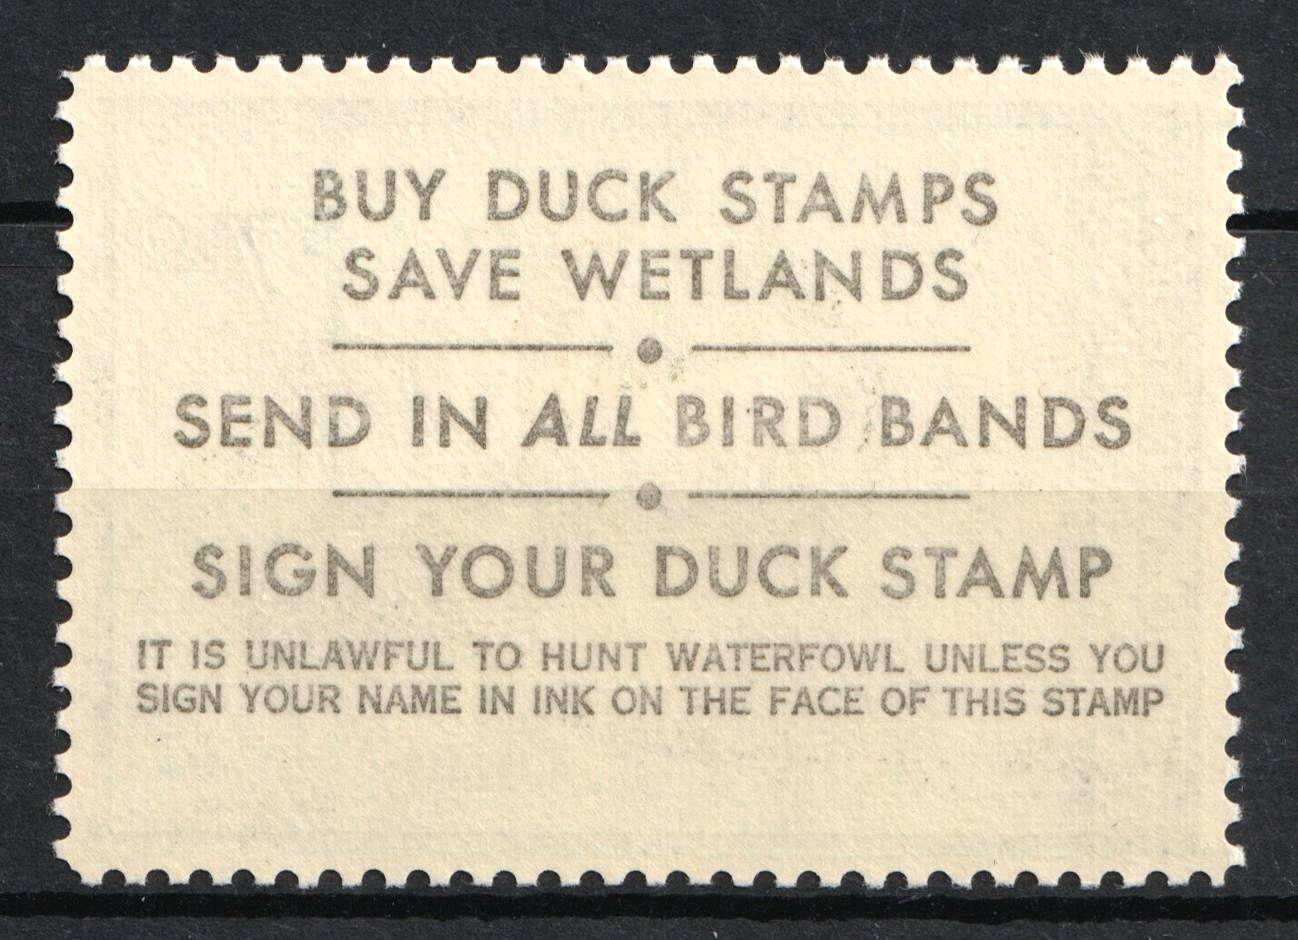 BUY DUCK STAMPS
SAVE WETLANDS
SEND IN ALL BIRD BANDS
SIGN YOUR DUCK STAMP
IT IS UNLAWFUL TO HUNT WATERFOWL UNLESS YOU
SIGN YOUR NAME IN INK ON THE FACE OF THIS STAMP